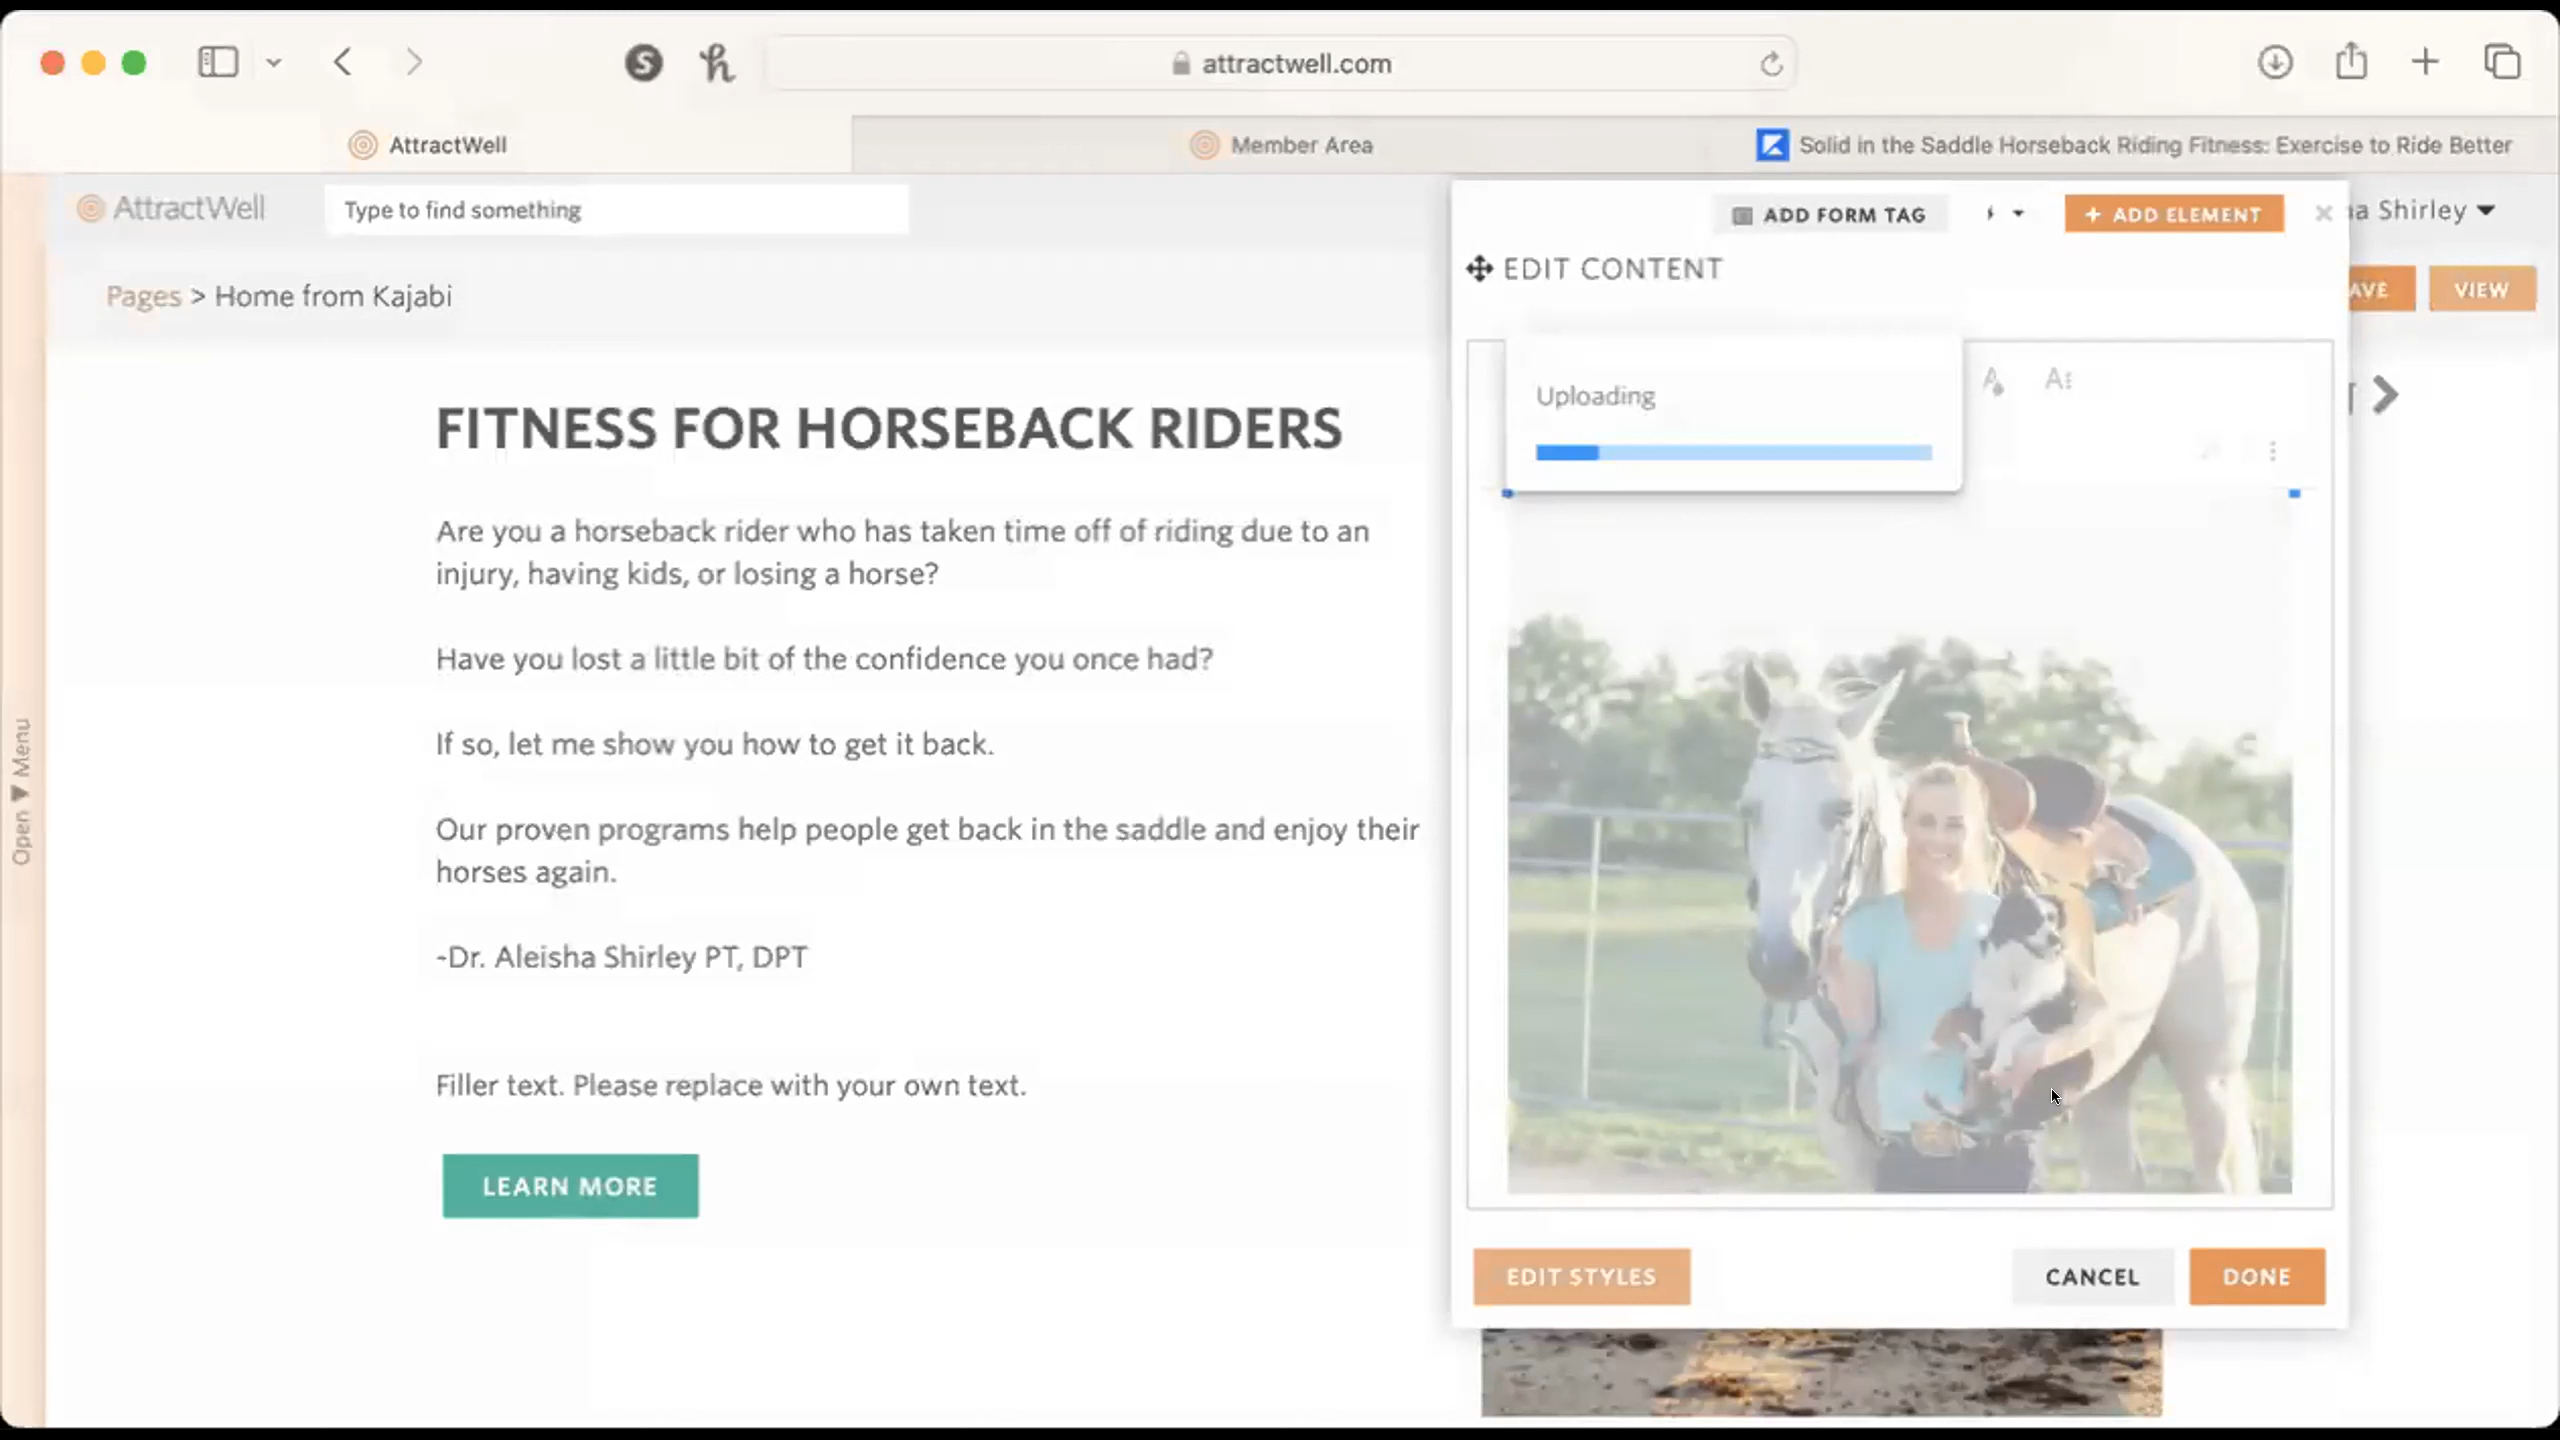 attractwell.com
AttractWell
Member Area
Solid in the Saddle Horseback Riding Fitness: Exercise to Ride Better
AttractWell
Type to find something
ADD FORM TAG
+ ADD ELEMENT
Shirley
Pages > Home from Kajabi
EDIT CONTENT
VIEW
Uploading
FITNESS FOR HORSEBACK RIDERS
Are you a horseback rider who has taken time off of riding due to an
injury, having kids, or losing a horse?
Have you lost a little bit of the confidence you once had?
If so, let me show you how to get it back.
Our proven programs help people get back in the saddle and enjoy their
horses again.
-Dr. Aleisha Shirley PT, DPT
Filler text. Please replace with your own text.
LEARN MORE
Open Menu
EDIT STYLES
CANCEL
DONE